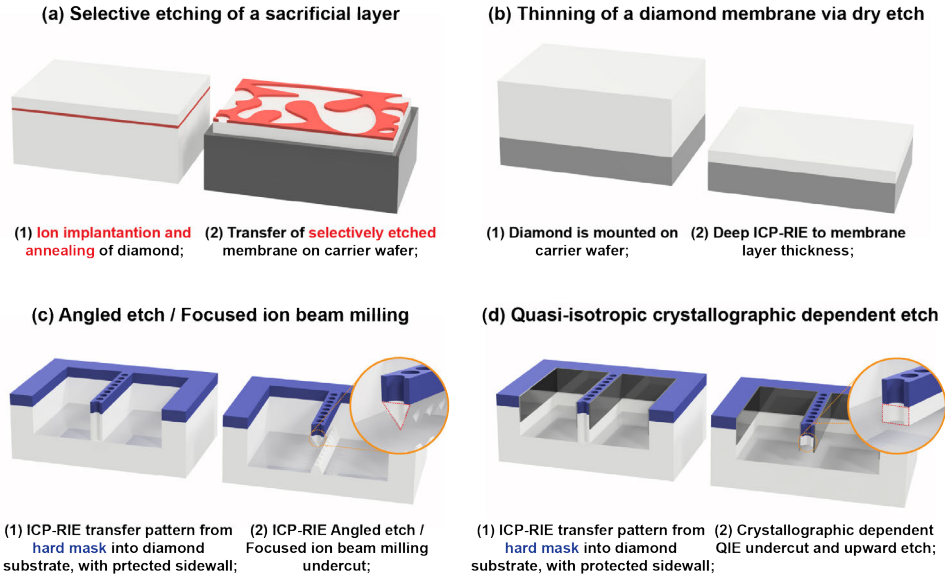 (a) Selective etching of a sacrificial layer
(1) Ion implantantion and
annealing of diamond;
(2) Transfer of selectively etched
membrane on carrier wafer;
(b) Thinning of a diamond membrane via dry etch
(1) Diamond is mounted on
carrier wafer;
(2) Deep ICP-RIE to membrane
layer thickness;
(c) Angled etch / Focused ion beam milling
(1) ICP-RIE transfer pattern from
hard mask into diamond
substrate, with prtected sidewall;
(2) ICP-RIE Angled etch /
Focused ion beam milling
undercut;
(d) Quasi-isotropic crystallographic dependent etch
(1) ICP-RIE transfer pattern from
hard mask into diamond
substrate, with protected sidewall;
(2) Crystallographic dependent
QIE undercut and upward etch;